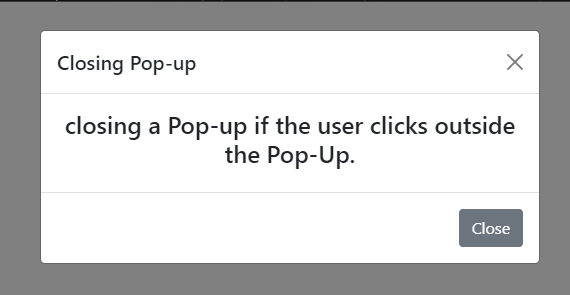 Closing Pop-up
closing a Pop-up if the user clicks outside
the Pop-Up.
Close